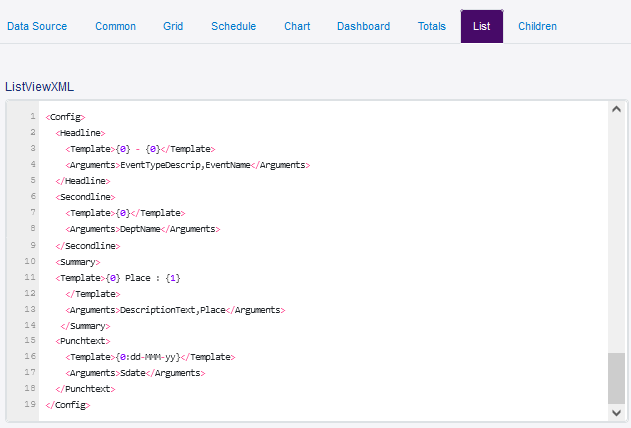 Data Source Common Grid Schedule Chart Dashboard Totals List Children
ListViewXML
1 <Config>
2 <Headline>
3 <Template>{0} - {0}</Template>
4 <Arguments>EventTypeDescrip,EventName</Arguments>
5 </Headline>
6 <Secondline>
7 <Template>{0}</Template>
8 <Arguments>DeptName</Arguments>
9 </Secondline>
10 <Summary>
11 <Template>{0} Place : {1}
12 </Template>
13 <Arguments>DescriptionText,Place</Arguments>
14 </Summary>
15 <Punchtext>
16 <Template>{0:dd-MMM-yy}</Template>
17 <Arguments>Sdate</Arguments>
18 </Punchtext>
19 </Config>